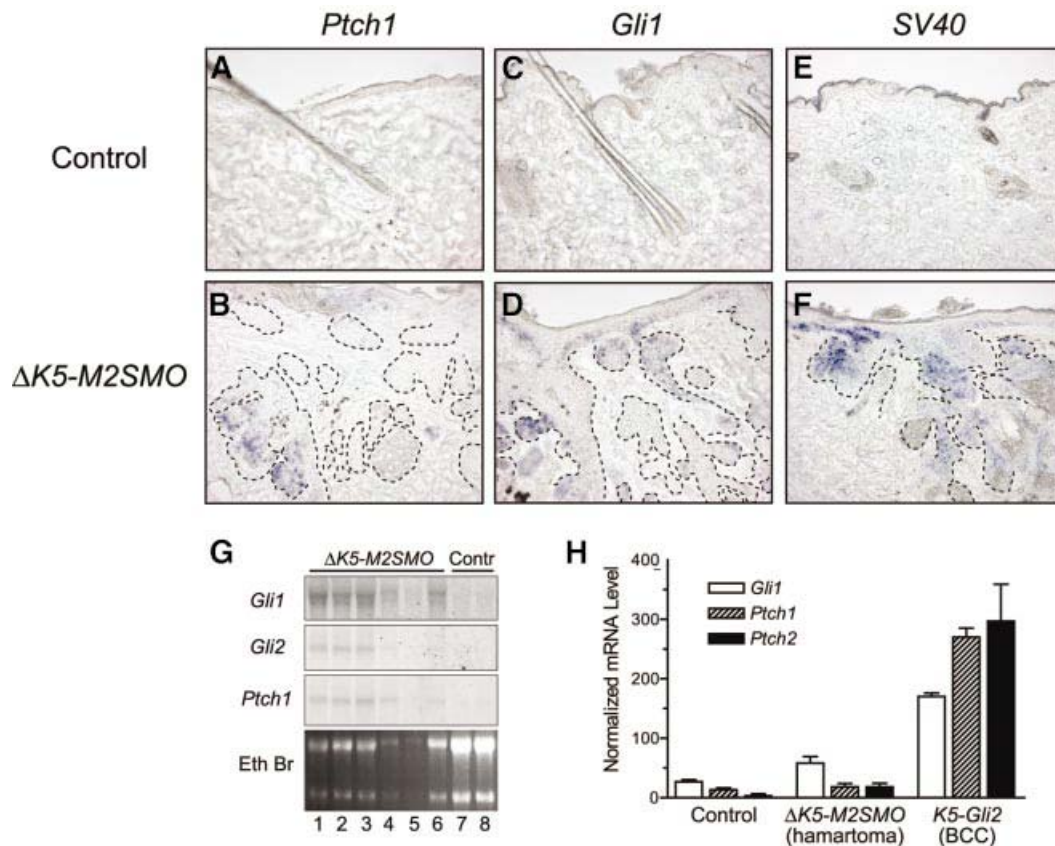 Ptch1 Gli1 SV40
A C E
Control
B D F
ΔK5-M2SMO
G H
ΔK5-M2SMO Contr
Gli1
Gli2
Ptch1
Eth Br
1 2 3 4 5 6 7 8
Normalized mRNA Level
400
300
200
100
50
0
Gli1
Ptch1
Ptch2
Control ΔK5-M2SMO K5-Gli2
(hamartoma) (BCC)